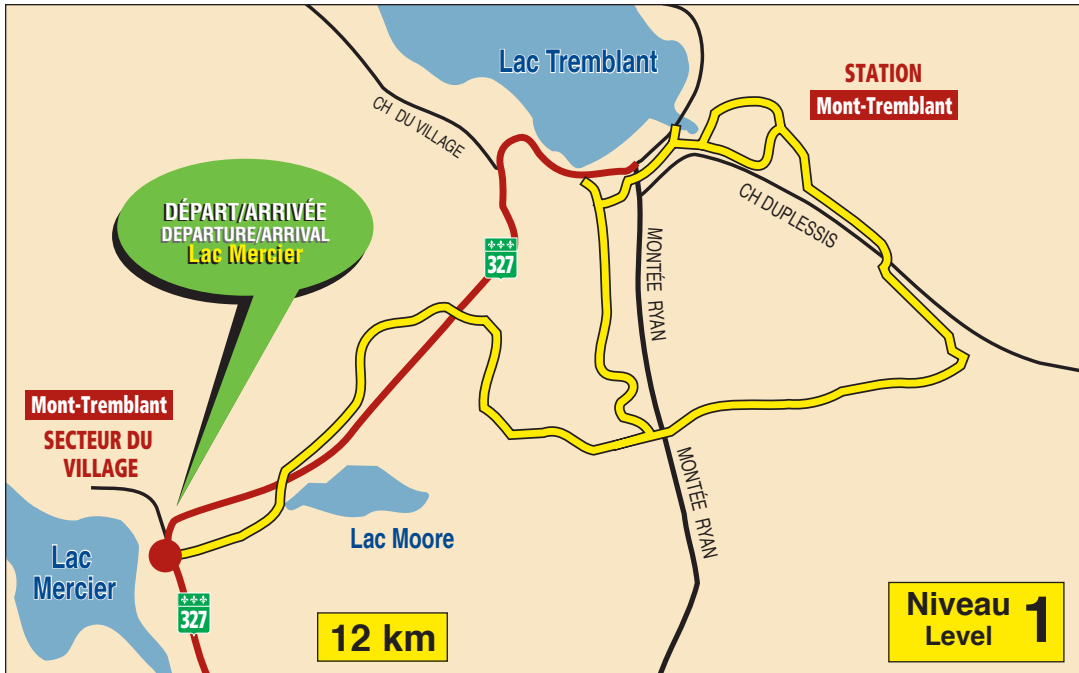 Lac Tremblant
STATION
Mont-Tremblant
CH DU VILLAGE
DÉPART/ARRIVÉE
DEPARTURE/ARRIVAL
Lac Mercier
CH DUPLESSIS
327
MONTÉE RYAN
Mont-Tremblant
SECTEUR DU
VILLAGE
MONTÉE RYAN
Lac Moore
Lac
Mercier
327
12 km
Niveau
Level
1